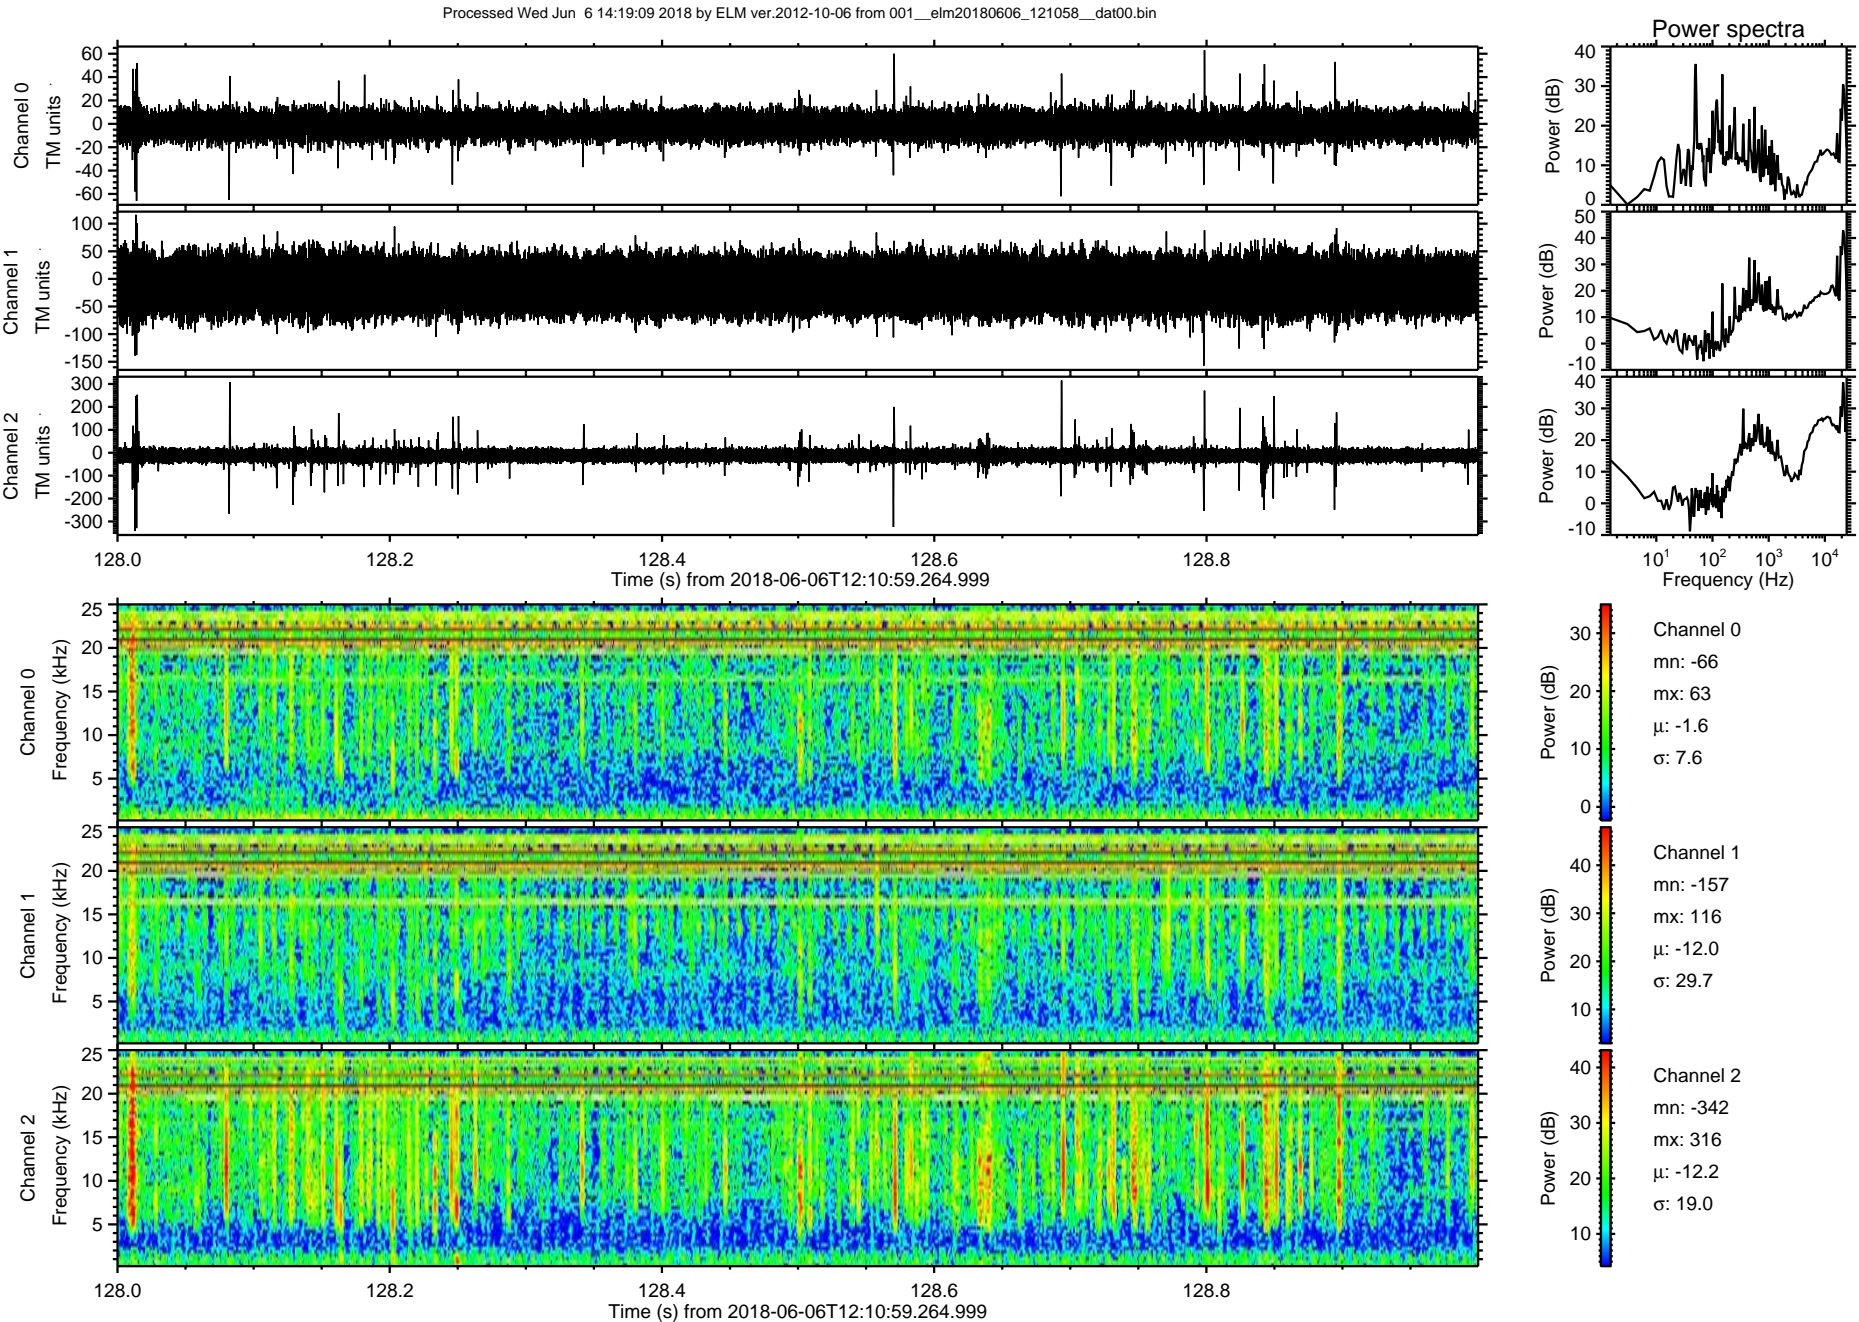 Processed Wed Jun  6 14:19:09 2018 by ELM ver.2012-10-06 from 001__elm20180606_121058__dat00.bin
Power spectra
Channel 0
TM units
60
40
20
0
-20
-40
-60
Power (dB)
40
30
20
10
0
Channel 1
TM units
100
50
0
-50
-100
-150
Power (dB)
50
40
30
20
10
0
-10
Channel 2
TM units
300
200
100
0
-100
-200
-300
Power (dB)
40
30
20
10
0
-10
128.0 128.2 128.4 128.6 128.8
Time (s) from 2018-06-06T12:10:59.264.999
10¹ 10² 10³ 10⁴
Frequency (Hz)
Channel 0
Frequency (kHz)
25
20
15
10
5
Power (dB)
30
20
10
0
Channel 0
mn: -66
mx: 63
µ: -1.6
σ: 7.6
Channel 1
Frequency (kHz)
25
20
15
10
5
Power (dB)
40
30
20
10
Channel 1
mn: -157
mx: 116
µ: -12.0
σ: 29.7
Channel 2
Frequency (kHz)
25
20
15
10
5
Power (dB)
40
30
20
10
Channel 2
mn: -342
mx: 316
µ: -12.2
σ: 19.0
128.0 128.2 128.4 128.6 128.8
Time (s) from 2018-06-06T12:10:59.264.999